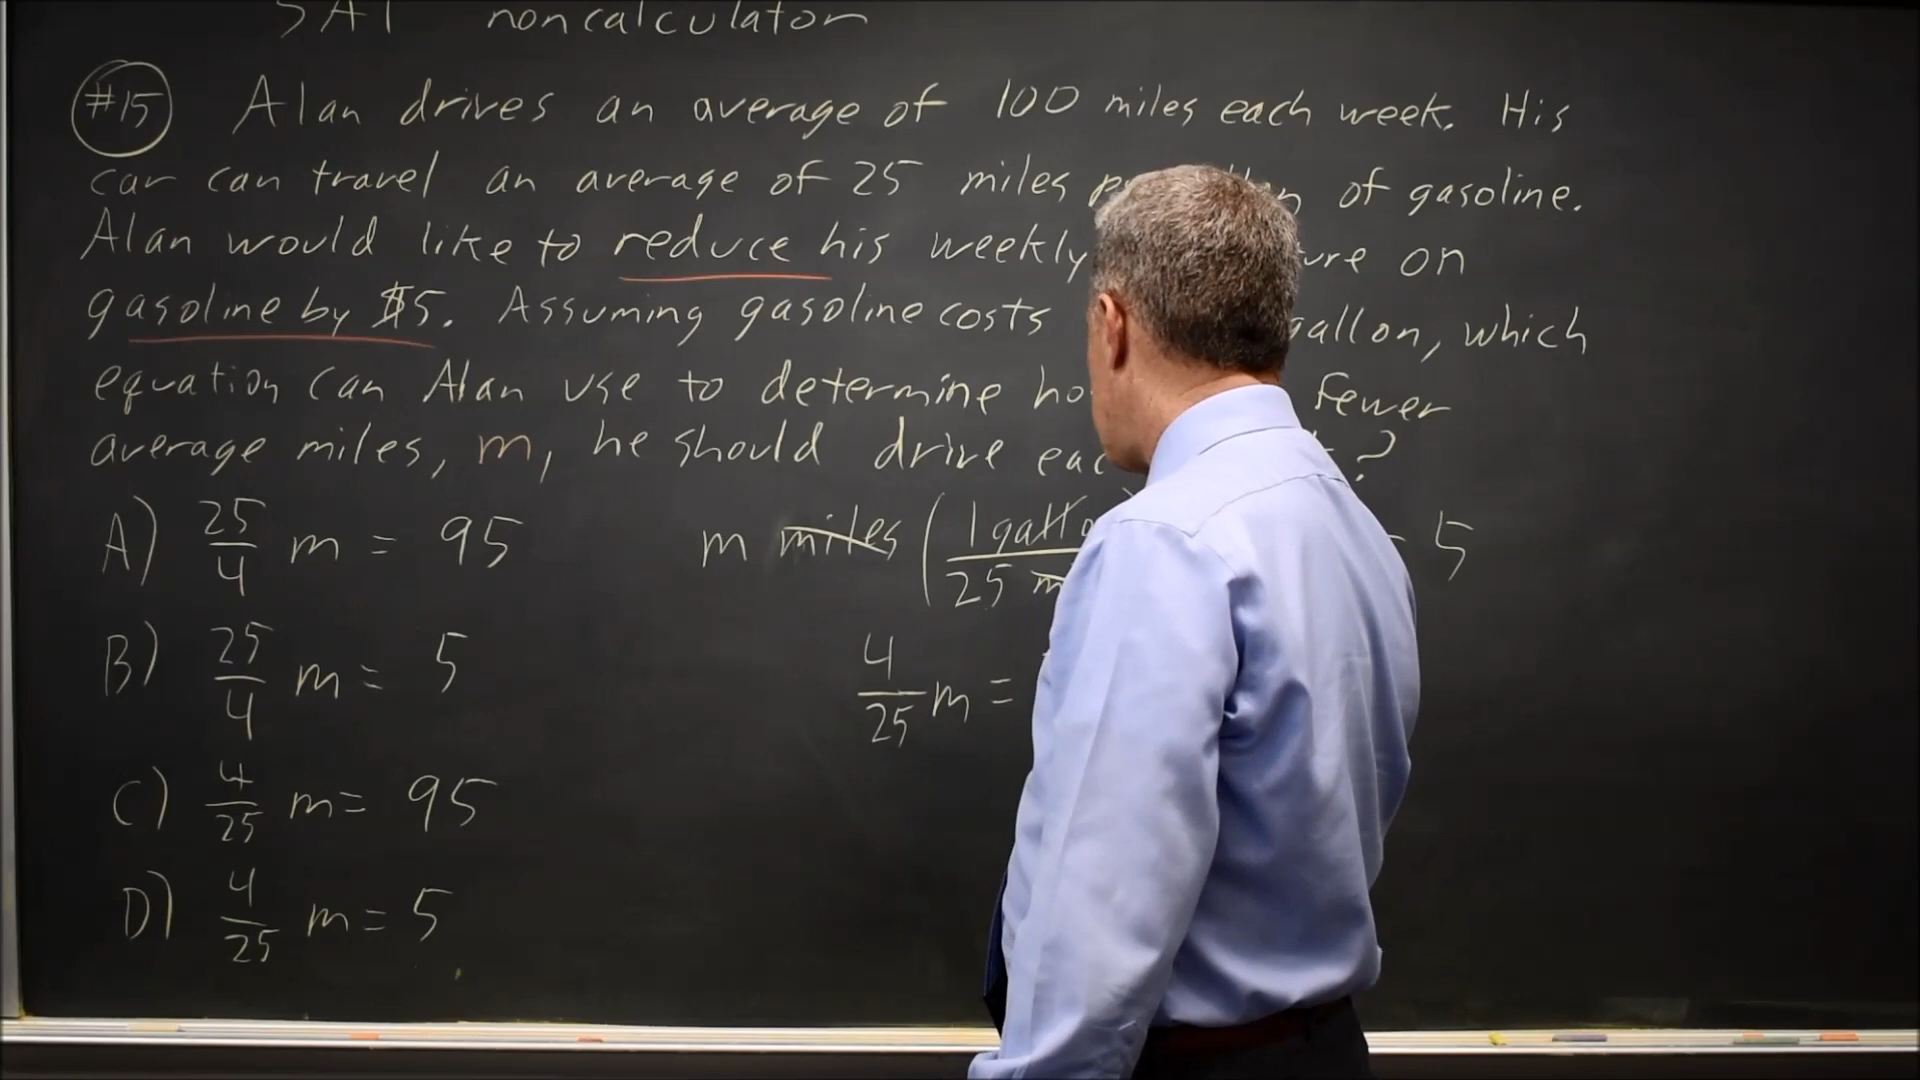 SAT noncalculator
#15 Alan drives an average of 100 miles each week. His
car can travel an average of 25 miles of gasoline.
Alan would like to reduce his weekly on
gasoline by $5. Assuming gasoline costs gallon, which
equation can Alan use to determine fewer
average miles, m, he should drive ?
A) 25/4 m = 95
m miles ( 1 / 25 5
B) 25/4 m = 5
4/25 m =
C) 4/25 m = 95
D) 4/25 m = 5